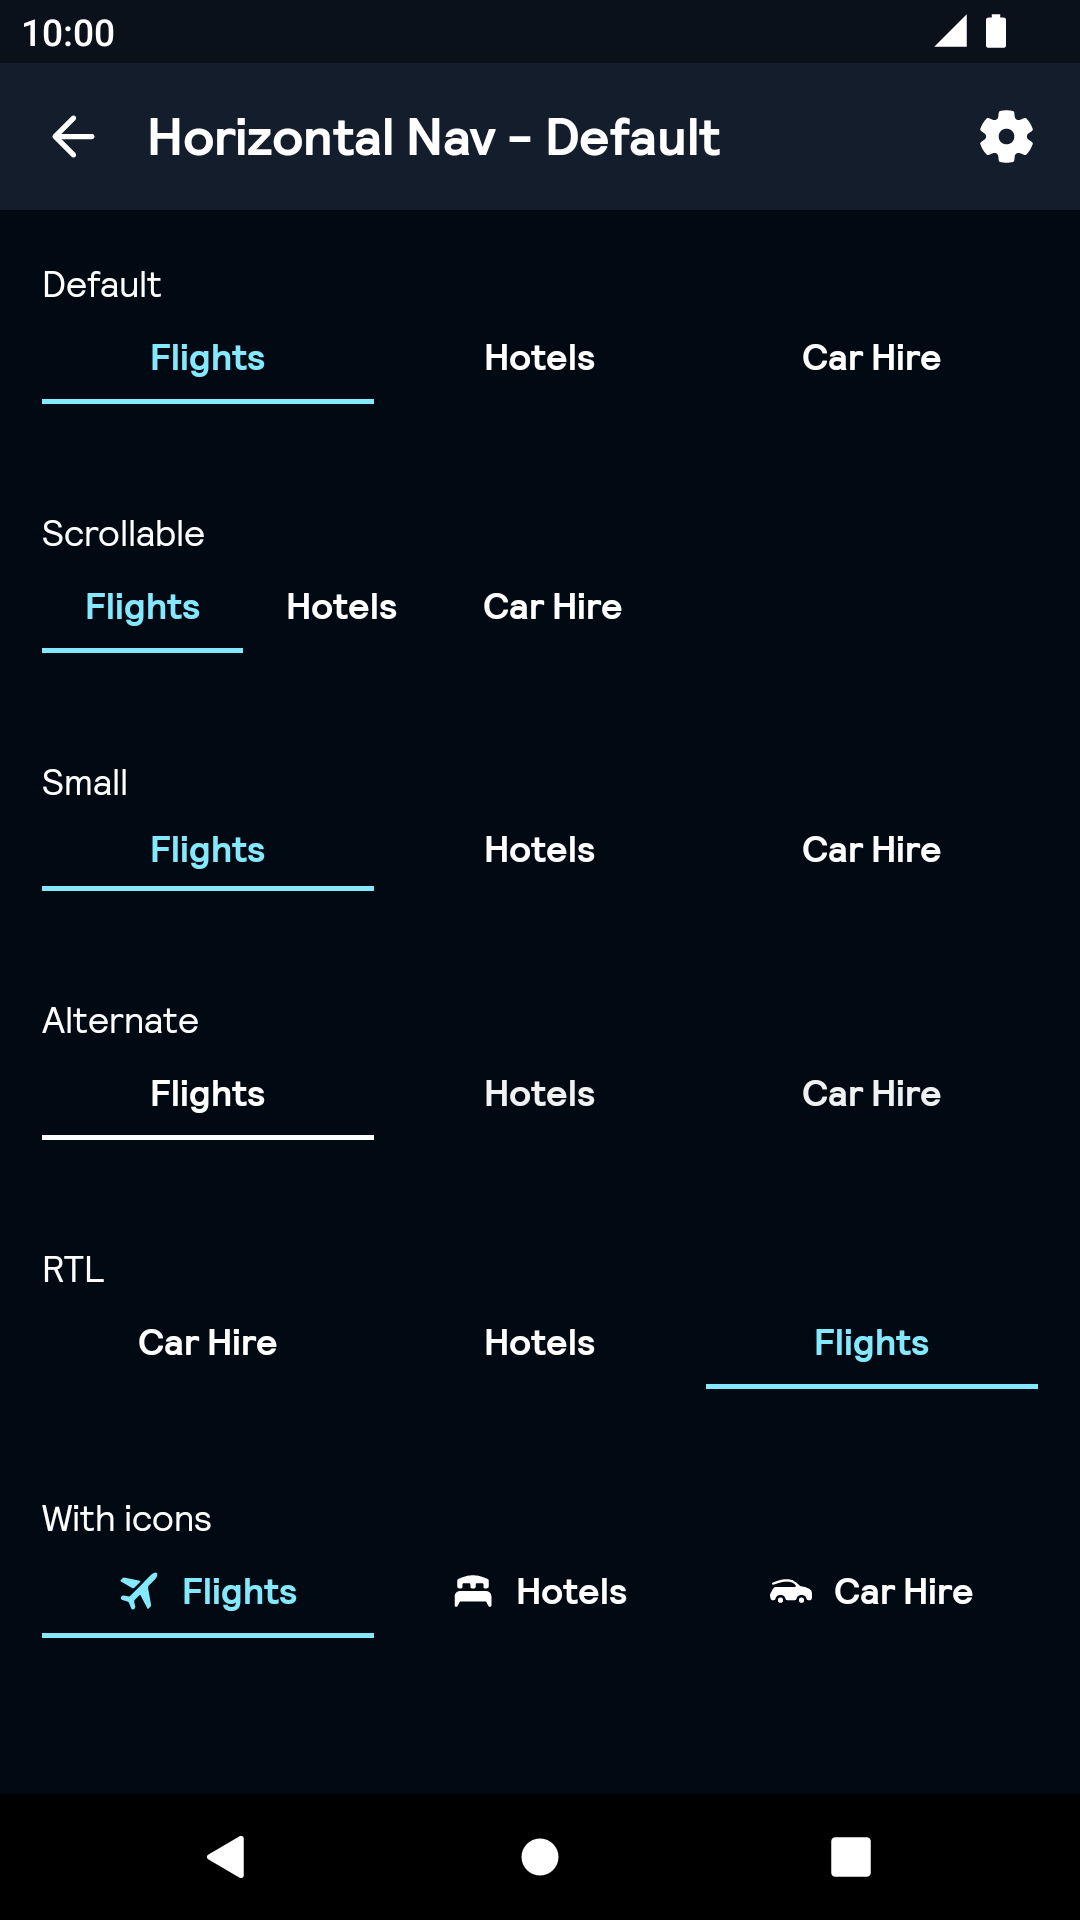 10:00
Horizontal Nav - Default
Default
Flights Hotels Car Hire
Scrollable
Flights Hotels Car Hire
Small
Flights Hotels Car Hire
Alternate
Flights Hotels Car Hire
RTL
Car Hire Hotels Flights
With icons
Flights Hotels Car Hire